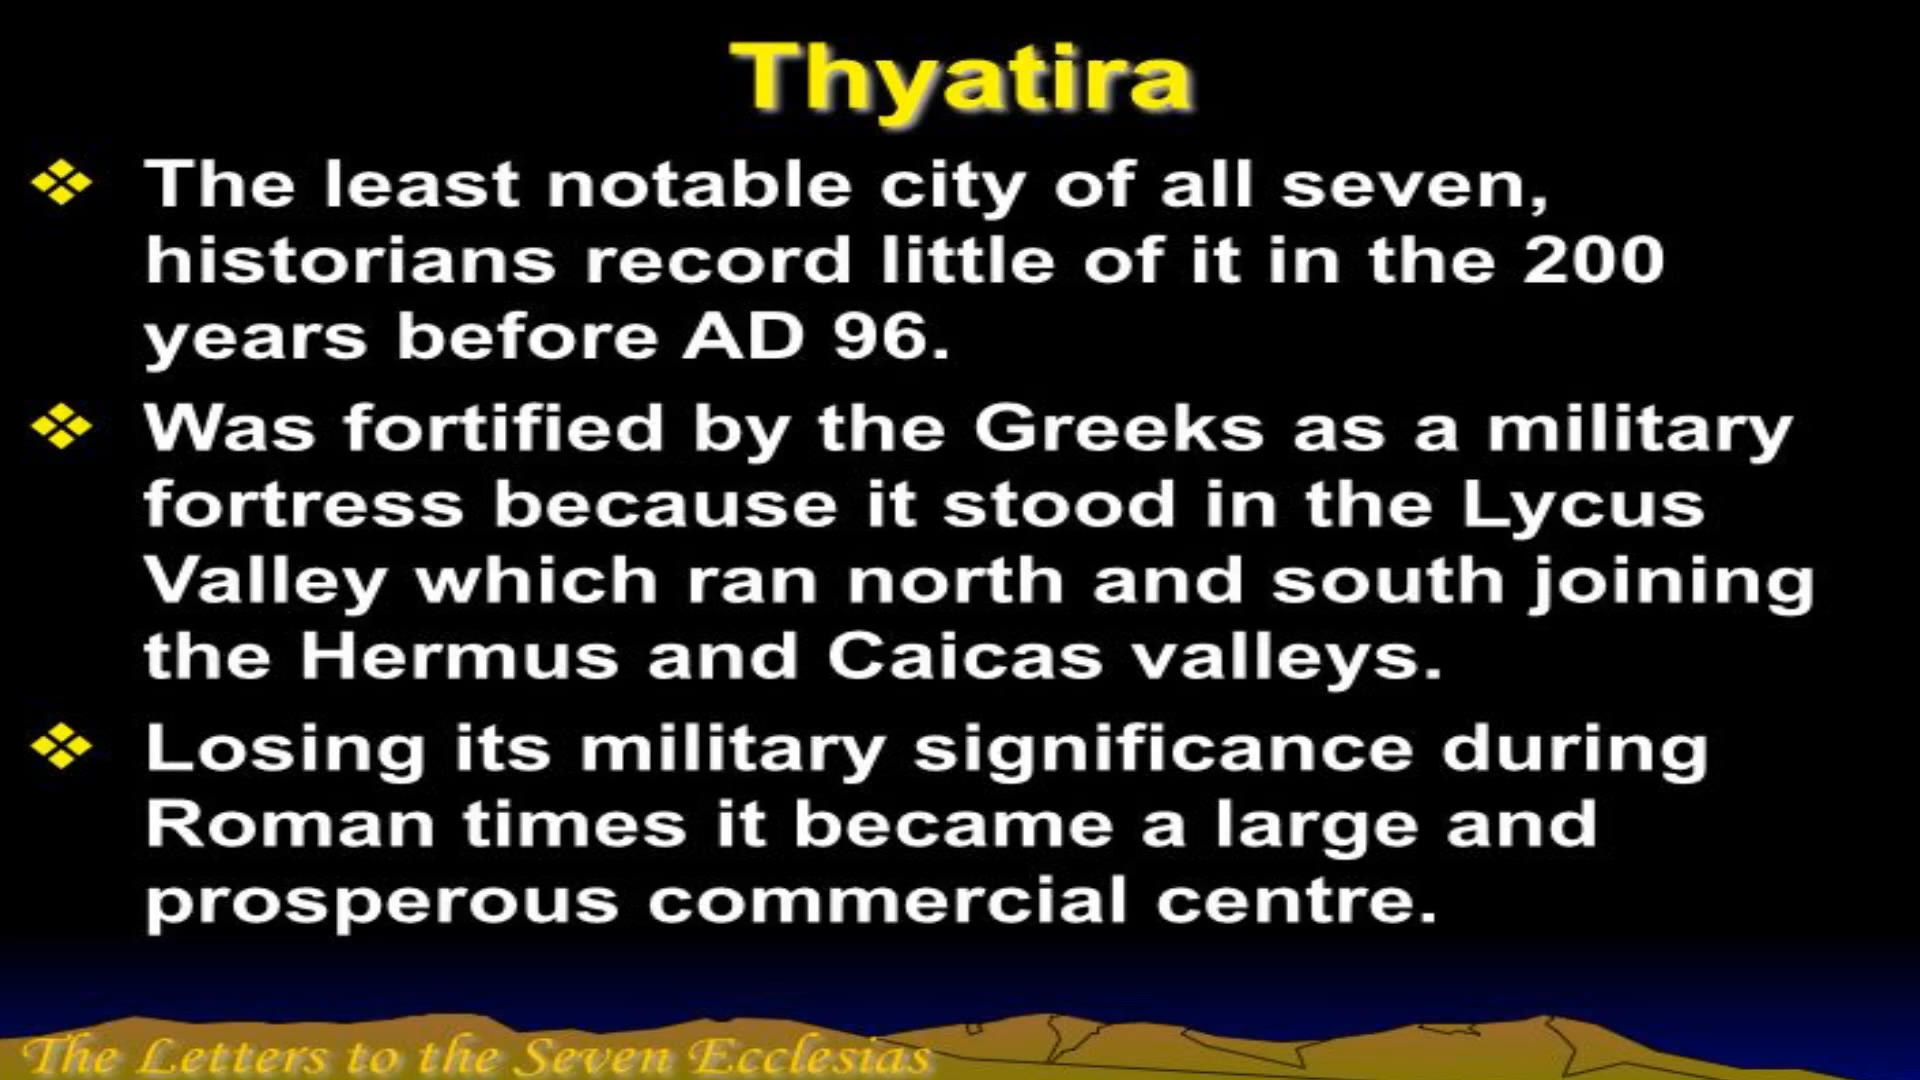 Thyatira
The least notable city of all seven,
historians record little of it in the 200
years before AD 96.
Was fortified by the Greeks as a military
fortress because it stood in the Lycus
Valley which ran north and south joining
the Hermus and Caicas valleys.
Losing its military significance during
Roman times it became a large and
prosperous commercial centre.
The Letters to the Seven Ecclesias